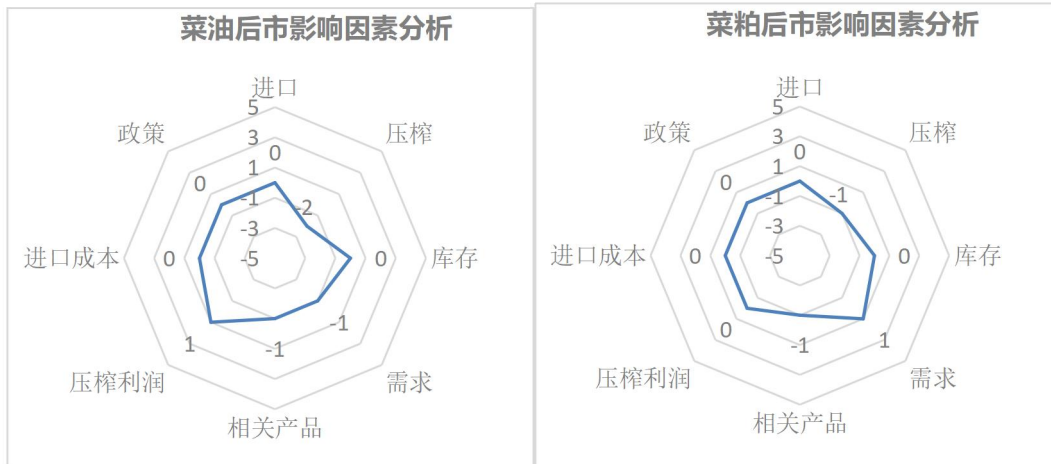 菜油后市影响因素分析
进口
5
政策
3
压榨
0
1
0
-1
-2
-3
进口成本
0
-5
0
库存
-1
1
-1
压榨利润
需求
相关产品
菜粕后市影响因素分析
进口
5
政策
3
压榨
0
1
0
-1
-1
-3
进口成本
0
-5
0
库存
0
-1
1
压榨利润
需求
相关产品